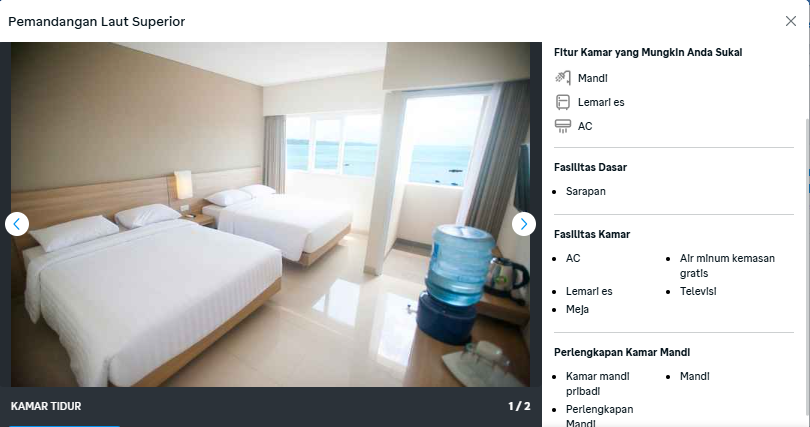 Pemandangan Laut Superior
Fitur Kamar yang Mungkin Anda Sukai
Mandi
Lemari es
AC
Fasilitas Dasar
Sarapan
Fasilitas Kamar
AC
Air minum kemasan
gratis
Lemari es
Televisi
Meja
Perlengkapan Kamar Mandi
Kamar mandi
pribadi
Mandi
Perlengkapan
Mandi
KAMAR TIDUR
1 / 2